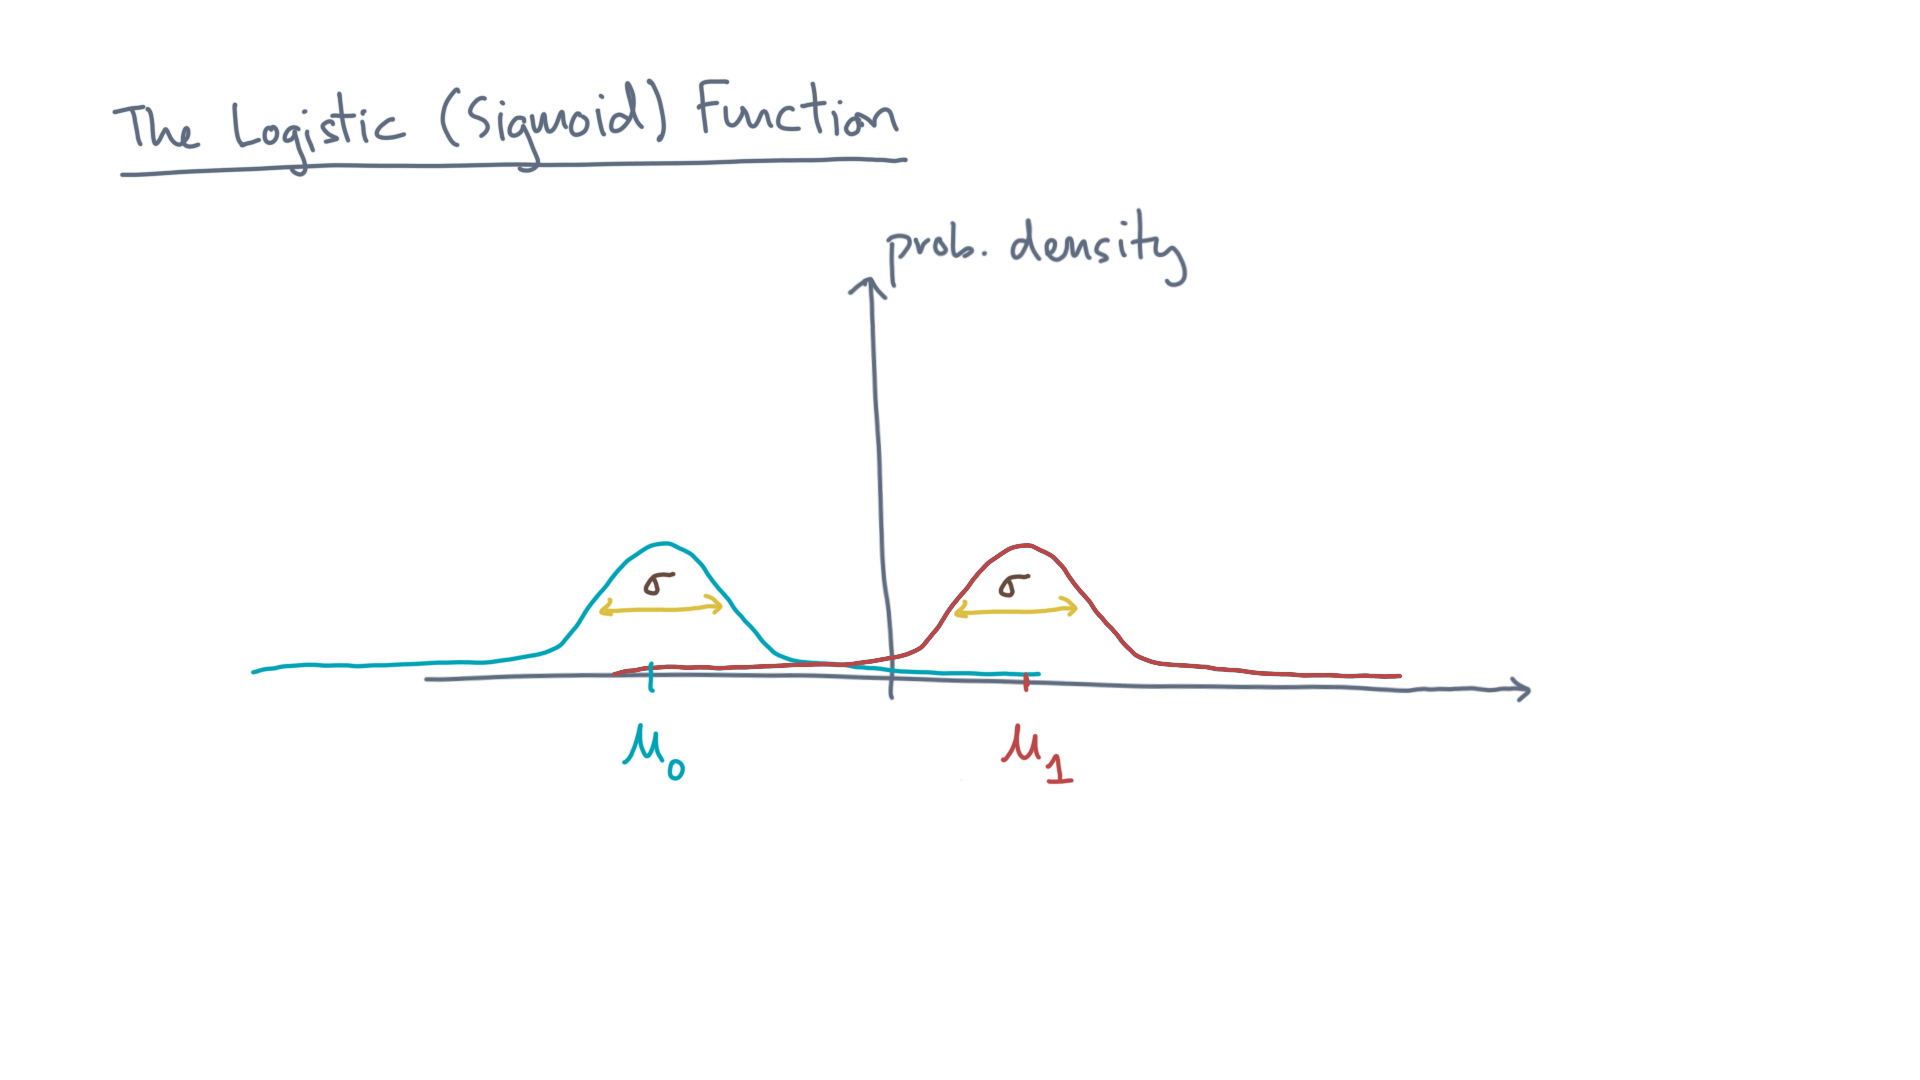 The Logistic (Sigmoid) Function
prob. density
σ σ
μ₀ μ₁